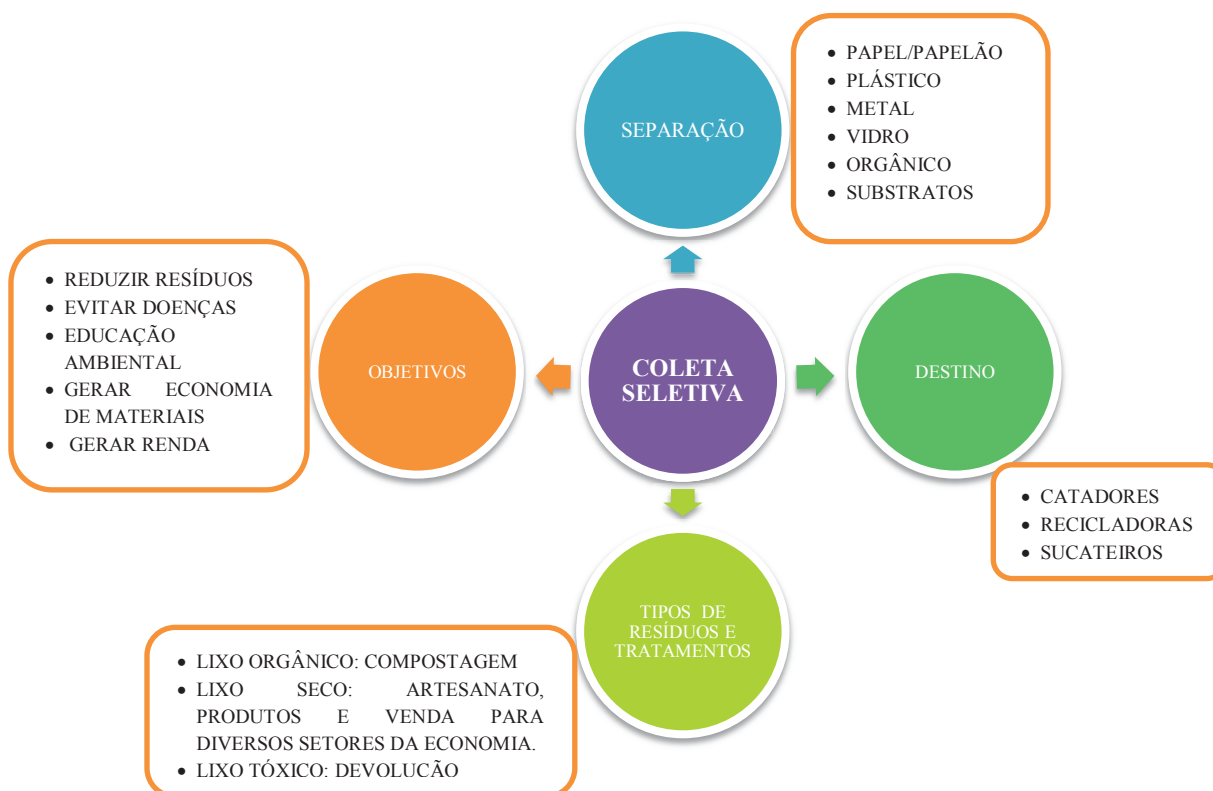 SEPARAÇÃO
• PAPEL/PAPELÃO
• PLÁSTICO
• METAL
• VIDRO
• ORGÂNICO
• SUBSTRATOS
• REDUZIR RESÍDUOS
• EVITAR DOENÇAS
• EDUCAÇÃO
AMBIENTAL
• GERAR ECONOMIA
DE MATERIAIS
• GERAR RENDA
OBJETIVOS
COLETA
SELETIVA
DESTINO
• CATADORES
• RECICLADORAS
• SUCATEIROS
TIPOS DE
RESÍDUOS E
TRATAMENTOS
• LIXO ORGÂNICO: COMPOSTAGEM
• LIXO SECO: ARTESANATO,
PRODUTOS E VENDA PARA
DIVERSOS SETORES DA ECONOMIA.
• LIXO TÓXICO: DEVOLUCÃO